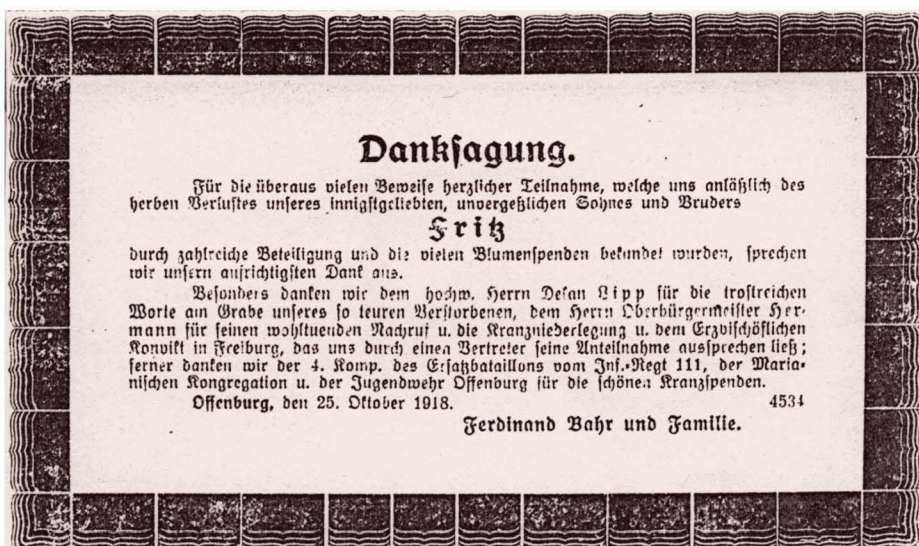 Danksagung.
Für die überaus vielen Beweise herzlicher Teilnahme, welche uns anläßlich des
herben Verlustes unseres innigstgeliebten, unvergeßlichen Sohnes und Bruders
Fritz
durch zahlreiche Beteiligung und die vielen Blumenspenden bekundet wurden, sprechen
wir unsern aufrichtigsten Dank aus.
Besonders danken wir dem hochw. Herrn Dekan Lipp für die trostreichen
Worte am Grabe unseres so teuren Verstorbenen, dem Herrn Oberbürgermeister Her-
mann für seinen wohltuenden Nachruf u. die Kranzniederlegung u. dem Erzbischöflichen
Konvikt in Freiburg, das uns durch einen Vertreter seine Anteilnahme aussprechen ließ;
ferner danken wir der 4. Komp. des Ersatzbataillons vom Inf.-Regt 111, der Maria-
nischen Kongregation u. der Jugendwehr Offenburg für die schönen Kranzspenden.
Offenburg, den 25. Oktober 1918. 4534
Ferdinand Bahr und Familie.